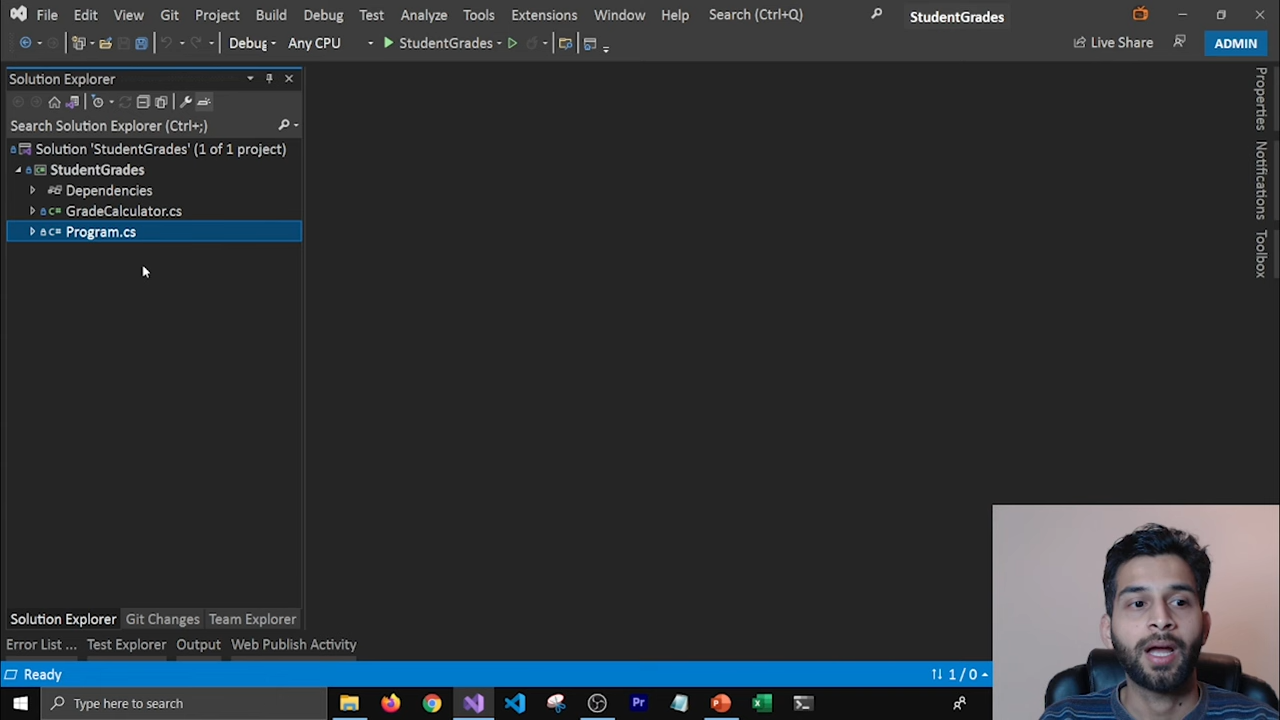 File Edit View Git Project Build Debug Test Analyze Tools Extensions Window Help Search (Ctrl+Q) StudentGrades
Debug Any CPU StudentGrades Live Share ADMIN
Solution Explorer
Search Solution Explorer (Ctrl+;)
Solution 'StudentGrades' (1 of 1 project)
StudentGrades
Dependencies
C# GradeCalculator.cs
C# Program.cs
Properties
Notifications
Toolbox
Solution Explorer Git Changes Team Explorer
Error List ... Test Explorer Output Web Publish Activity
Ready 1 / 0
Type here to search Pr